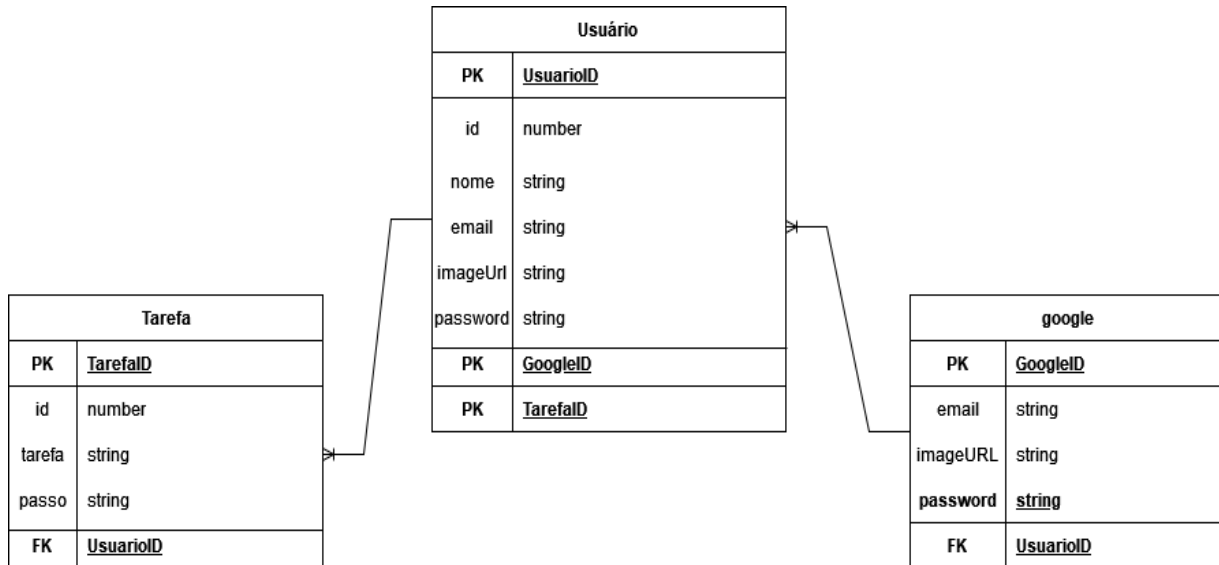 Usuário
PK UsuarioID
id number
nome string
email string
imageUrl string
password string
PK GoogleID
PK TarefaID
Tarefa
PK TarefaID
id number
tarefa string
passo string
FK UsuarioID
google
PK GoogleID
email string
imageURL string
password string
FK UsuarioID